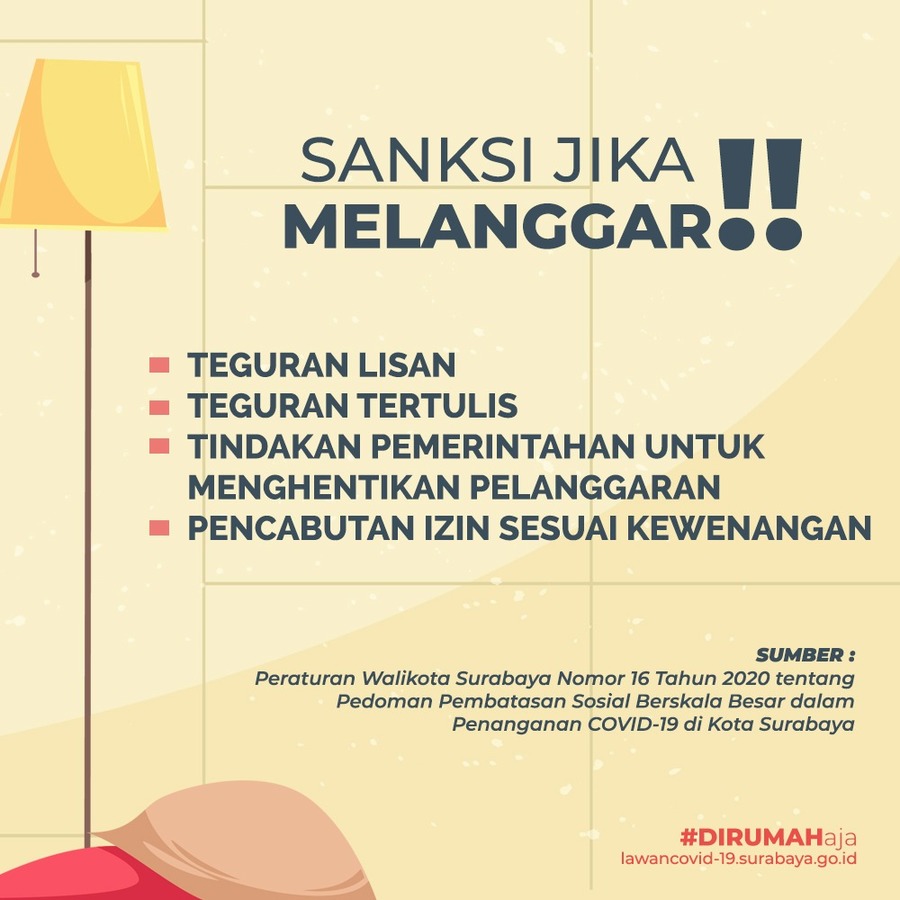 SANKSI JIKA
MELANGGAR!!
TEGURAN LISAN
TEGURAN TERTULIS
TINDAKAN PEMERINTAHAN UNTUK
MENGHENTIKAN PELANGGARAN
PENCABUTAN IZIN SESUAI KEWENANGAN
SUMBER :
Peraturan Walikota Surabaya Nomor 16 Tahun 2020 tentang
Pedoman Pembatasan Sosial Berskala Besar dalam
Penanganan COVID-19 di Kota Surabaya
#DIRUMAHaja
lawancovid-19.surabaya.go.id